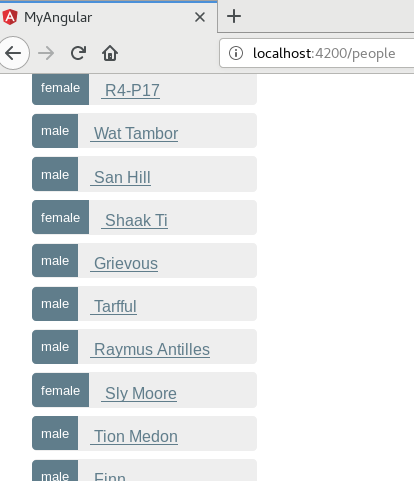 MyAngular
localhost:4200/people
female R4-P17
male Wat Tambor
male San Hill
female Shaak Ti
male Grievous
male Tarfful
male Raymus Antilles
female Sly Moore
male Tion Medon
male Finn